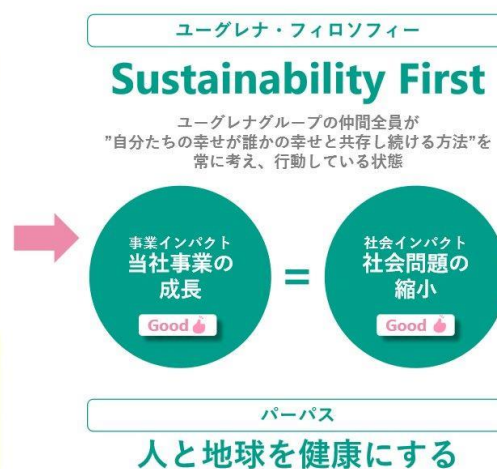 ユーグレナ・フィロソフィー
Sustainability First
ユーグレナグループの仲間全員が
”自分たちの幸せが誰かの幸せと共存し続ける方法”を
常に考え、行動している状態
事業インパクト
当社事業の
成長
Good
=
社会インパクト
社会問題の
縮小
Good
パーパス
人と地球を健康にする